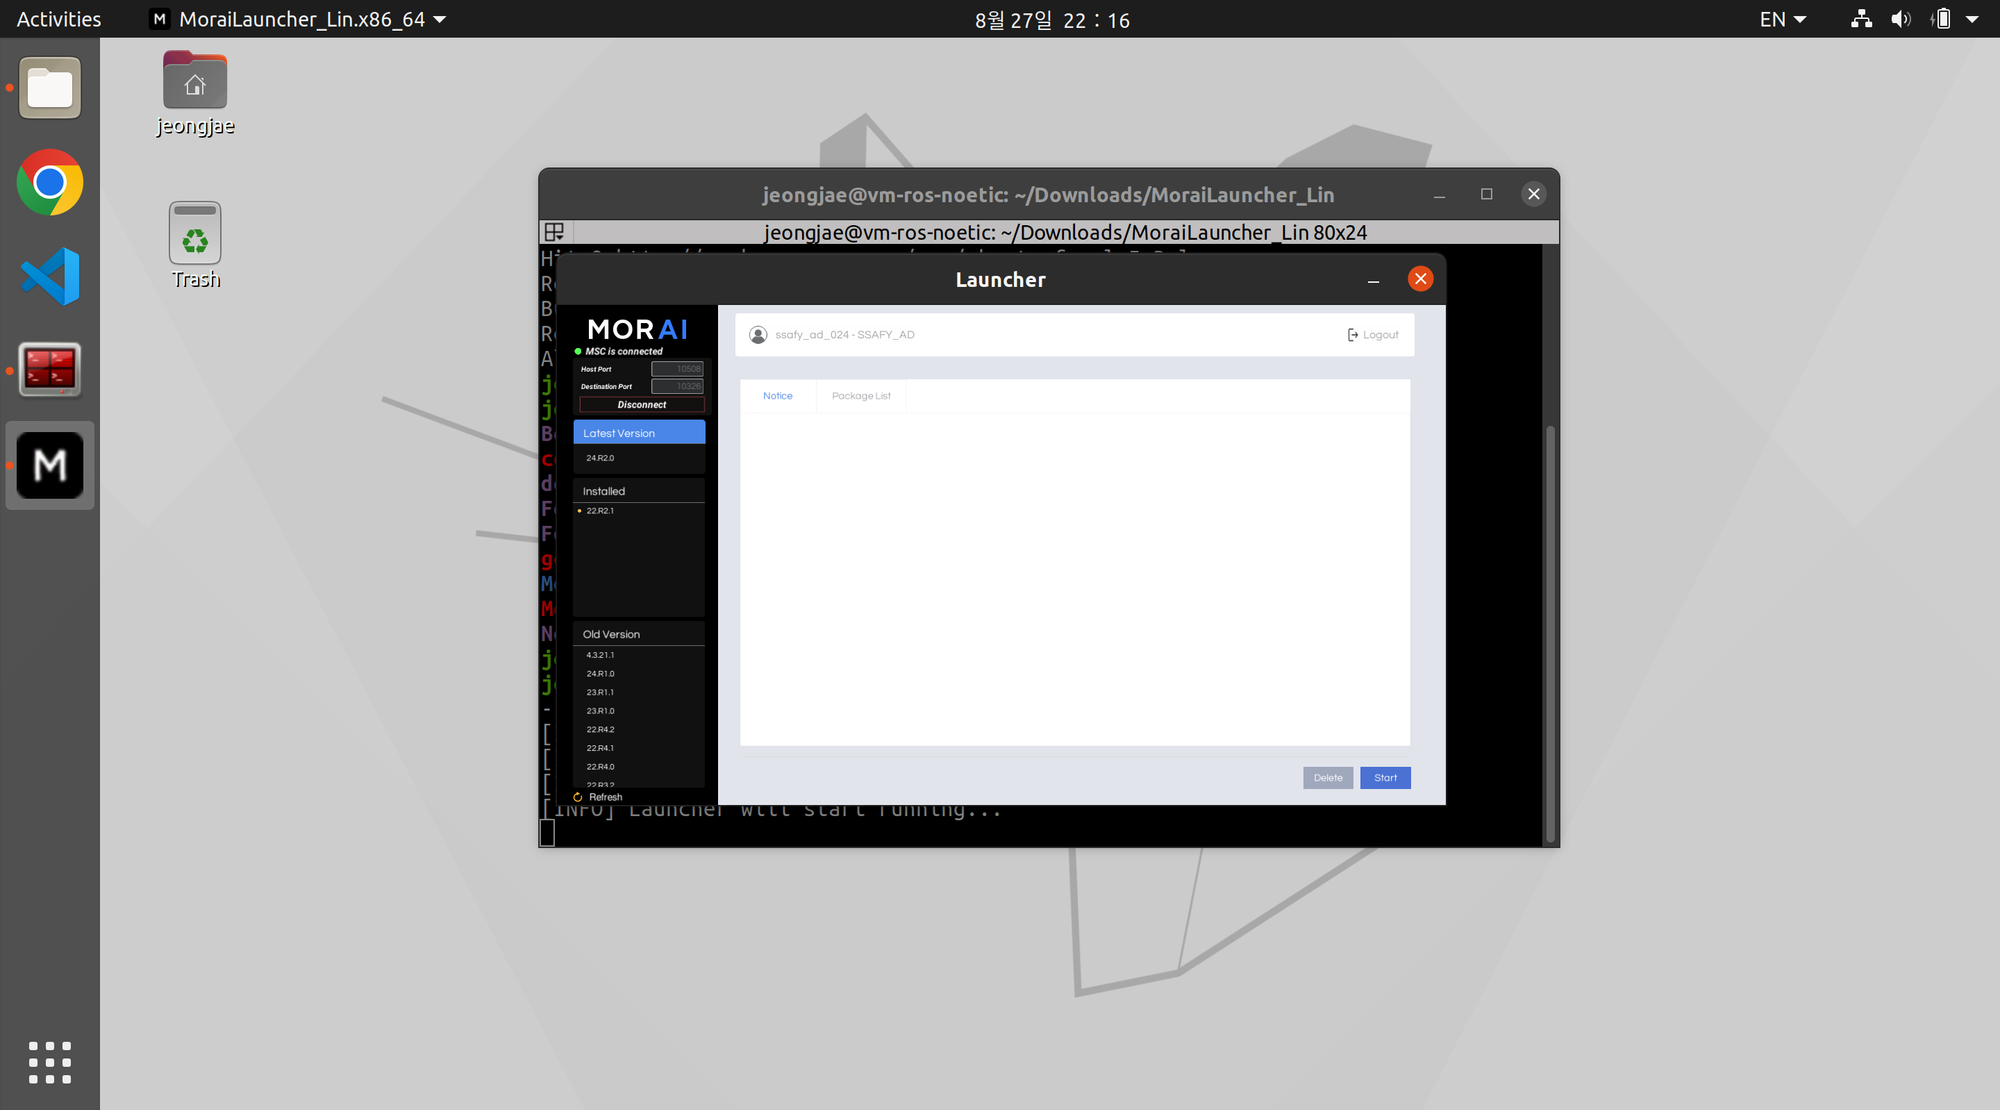 Activities
M MoraiLauncher_Lin.x86_64
8월 27일 22 : 16
EN
jeongjae
Trash
M
jeongjae@vm-ros-noetic: ~/Downloads/MoraiLauncher_Lin
jeongjae@vm-ros-noetic: ~/Downloads/MoraiLauncher_Lin 80x24
Launcher
MORAI
MSC is connected
Host Port 10508
Destination Port 10326
Disconnect
Latest Version
24.R2.0
Installed
22.R2.1
Old Version
4.3.21.1
24.R1.0
23.R1.1
23.R1.0
22.R4.2
22.R4.1
22.R4.0
22.R3.2
Refresh
ssafy_ad_024 - SSAFY_AD
Logout
Notice
Package List
Delete
Start
[INFO] Launcher will start running...